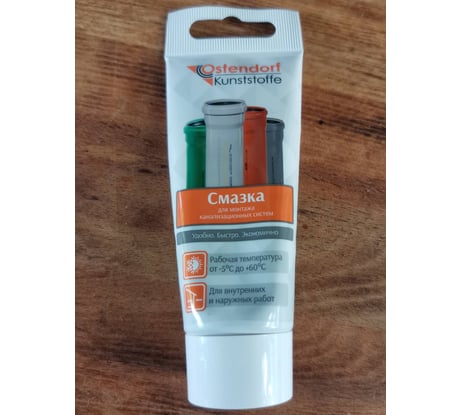 Ostendorf
Kunststoffe
Смазка
для монтажа
канализационных систем
Удобно. Быстро. Экономично
Рабочая температура
от -5°C до +60°C
Для внутренних
и наружных работ